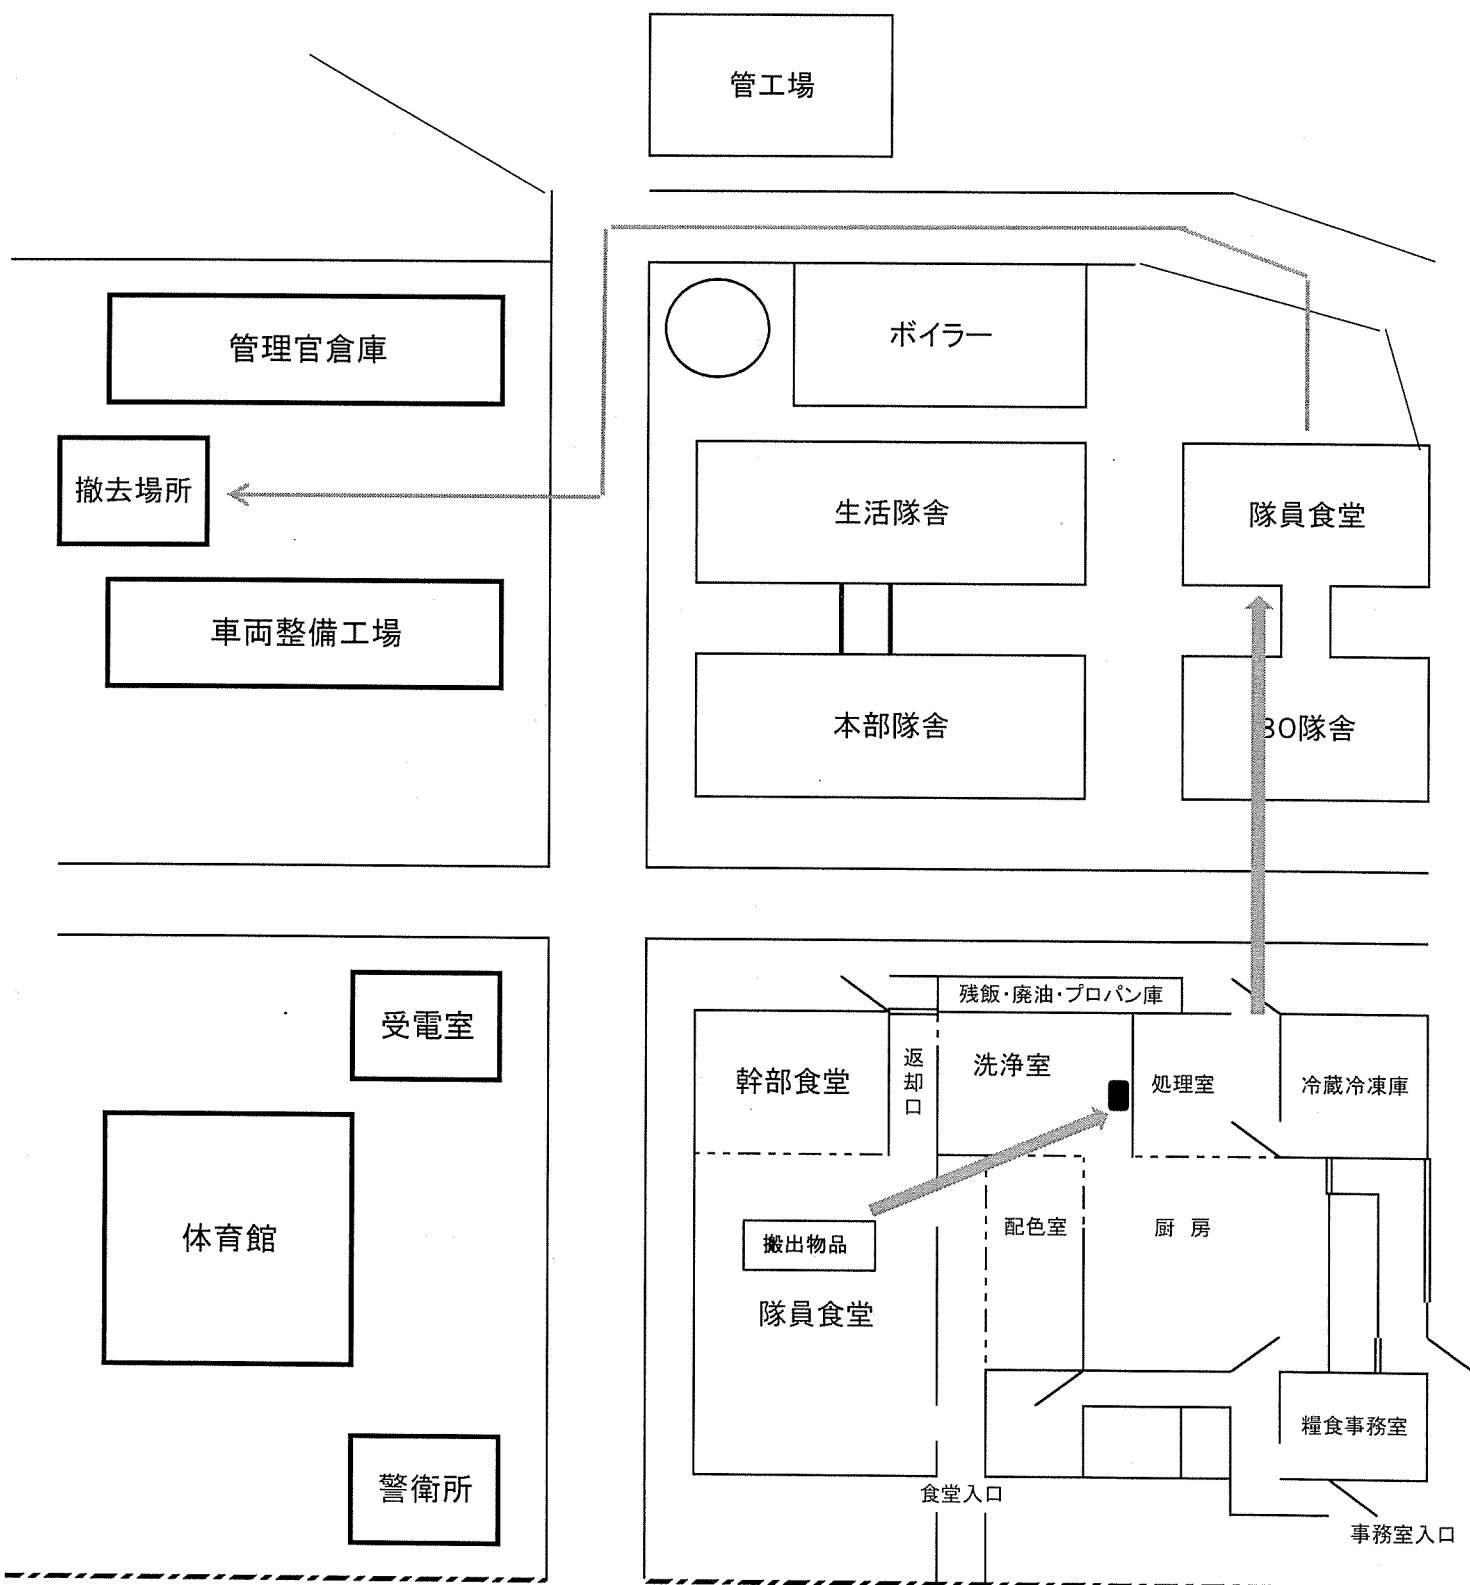 管工場
管理官倉庫
ボイラー
撤去場所
生活隊舎
隊員食堂
車両整備工場
本部隊舎
80隊舎
受電室
残飯・廃油・プロパン庫
幹部食堂
返却口
洗浄室
処理室
冷蔵冷凍庫
体育館
搬出物品
配色室
厨 房
隊員食堂
糧食事務室
警衛所
食堂入口
事務室入口